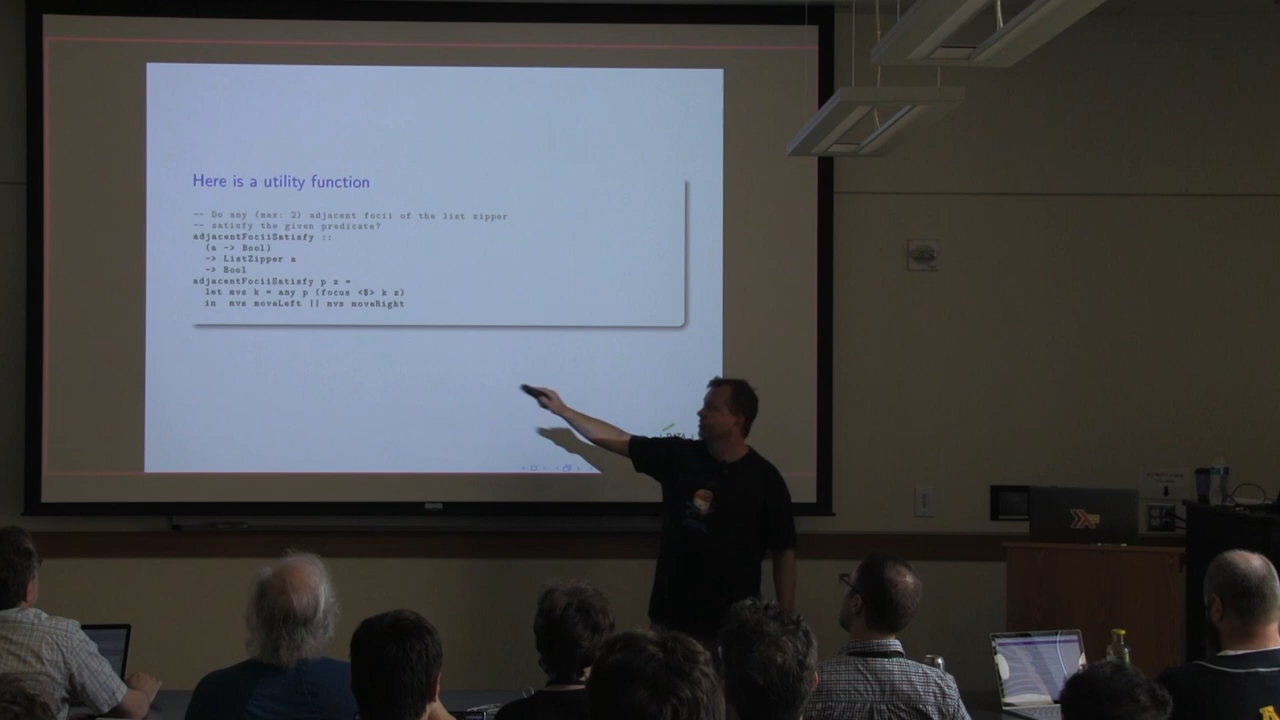 Here is a utility function
-- Do any (max: 2) adjacent focii of the list zipper
-- satisfy the given predicate?
adjacentFociiSatisfy ::
(a -> Bool)
-> ListZipper a
-> Bool
adjacentFociiSatisfy p z =
let mvs k = any p (focus <$> k z)
in mvs moveLeft || mvs moveRight
DATA